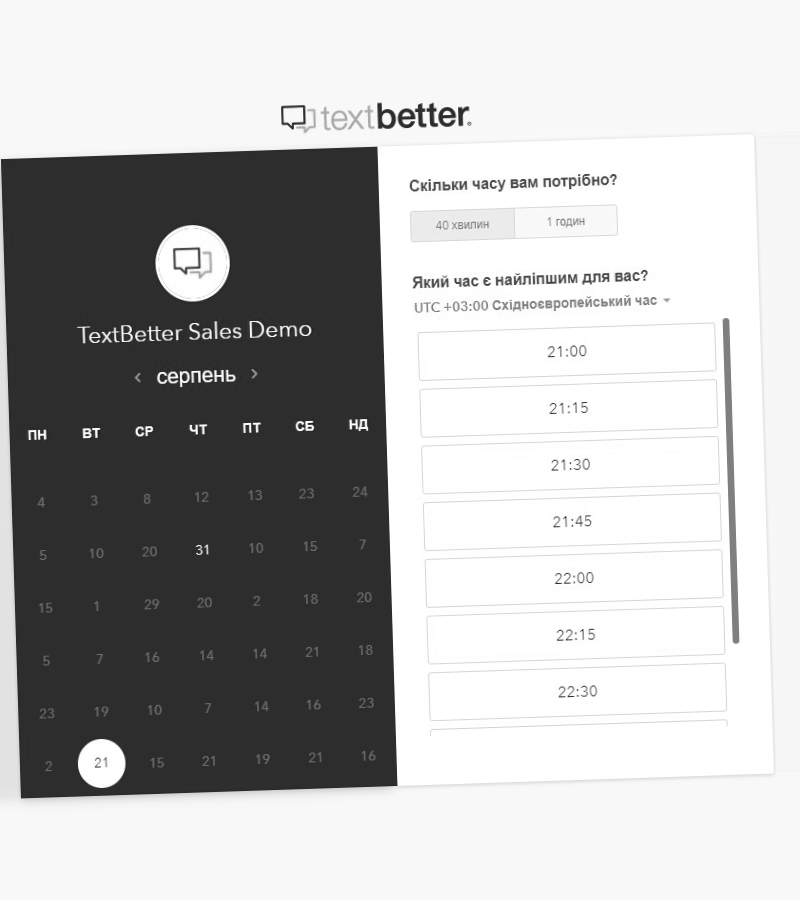 textbetter.
TextBetter Sales Demo
‹ серпень ›
ПН ВТ СР ЧТ ПТ СБ НД
4 3 8 12 13 23 24
5 10 20 31 10 15 7
15 1 29 20 2 18 20
5 7 16 14 14 21 18
23 19 10 7 14 16 23
2 21 15 21 19 21 16
Скільки часу вам потрібно?
40 хвилин 1 годин
Який час є найліпшим для вас?
UTC +03:00 Східноєвропейський час
21:00
21:15
21:30
21:45
22:00
22:15
22:30